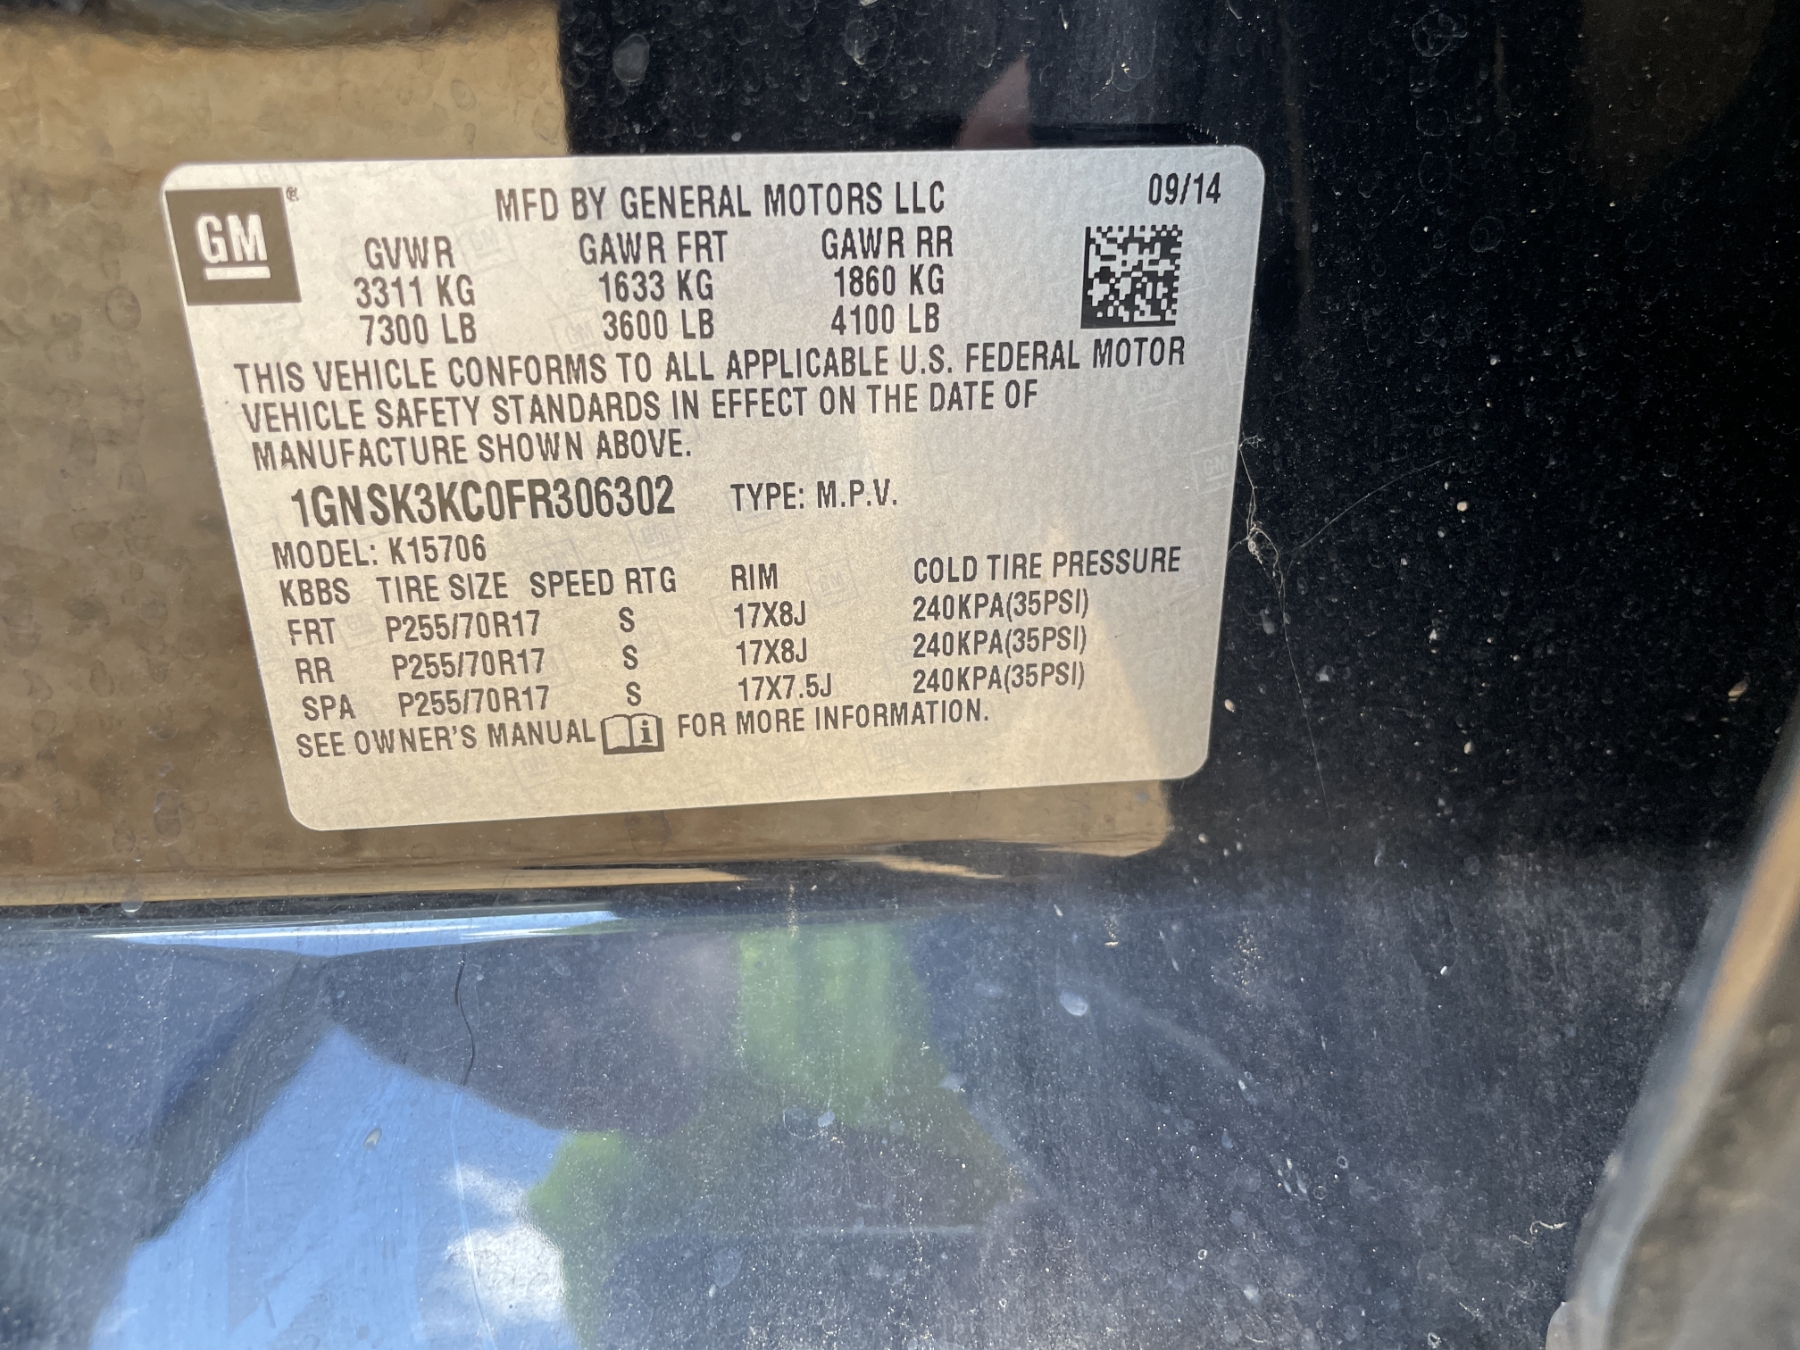 GM ® MFD BY GENERAL MOTORS LLC 09/14
GVWR GAWR FRT GAWR RR
3311 KG 1633 KG 1860 KG
7300 LB 3600 LB 4100 LB
THIS VEHICLE CONFORMS TO ALL APPLICABLE U.S. FEDERAL MOTOR
VEHICLE SAFETY STANDARDS IN EFFECT ON THE DATE OF
MANUFACTURE SHOWN ABOVE.
1GNSK3KC0FR306302 TYPE: M.P.V.
MODEL: K15706
KBBS TIRE SIZE SPEED RTG RIM COLD TIRE PRESSURE
FRT P255/70R17 S 17X8J 240KPA(35PSI)
RR P255/70R17 S 17X8J 240KPA(35PSI)
SPA P255/70R17 S 17X7.5J 240KPA(35PSI)
SEE OWNER'S MANUAL i FOR MORE INFORMATION.